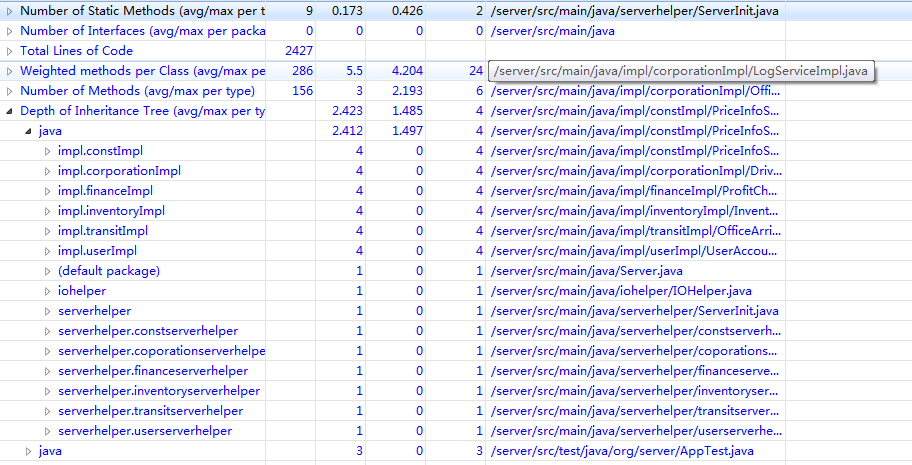 Number of Static Methods (avg/max per t 9 0.173 0.426 2 /server/src/main/java/serverhelper/ServerInit.java
Number of Interfaces (avg/max per packa 0 0 0 0 /server/src/main/java
Total Lines of Code 2427
Weighted methods per Class (avg/max pe 286 5.5 4.204 24 /server/src/main/java/impl/corporationImpl/LogServiceImpl.java
Number of Methods (avg/max per type) 156 3 2.193 6 /server/src/main/java/impl/corporationImpl/Offi...
Depth of Inheritance Tree (avg/max per ty 2.423 1.485 4 /server/src/main/java/impl/constImpl/PriceInfoS...
java 2.412 1.497 4 /server/src/main/java/impl/constImpl/PriceInfoS...
impl.constImpl 4 0 4 /server/src/main/java/impl/constImpl/PriceInfoS...
impl.corporationImpl 4 0 4 /server/src/main/java/impl/corporationImpl/Driv...
impl.financeImpl 4 0 4 /server/src/main/java/impl/financeImpl/ProfitCh...
impl.inventoryImpl 4 0 4 /server/src/main/java/impl/inventoryImpl/Invent...
impl.transitImpl 4 0 4 /server/src/main/java/impl/transitImpl/OfficeArri...
impl.userImpl 4 0 4 /server/src/main/java/impl/userImpl/UserAccou...
(default package) 1 0 1 /server/src/main/java/Server.java
iohelper 1 0 1 /server/src/main/java/iohelper/IOHelper.java
serverhelper 1 0 1 /server/src/main/java/serverhelper/ServerInit.java
serverhelper.constserverhelper 1 0 1 /server/src/main/java/serverhelper/constserverh...
serverhelper.coporationserverhelpe 1 0 1 /server/src/main/java/serverhelper/coporations...
serverhelper.financeserverhelper 1 0 1 /server/src/main/java/serverhelper/financeserve...
serverhelper.inventoryserverhelper 1 0 1 /server/src/main/java/serverhelper/inventoryser...
serverhelper.transitserverhelper 1 0 1 /server/src/main/java/serverhelper/transitserver...
serverhelper.userserverhelper 1 0 1 /server/src/main/java/serverhelper/userserverhe...
java 3 0 3 /server/src/test/java/org/server/AppTest.java